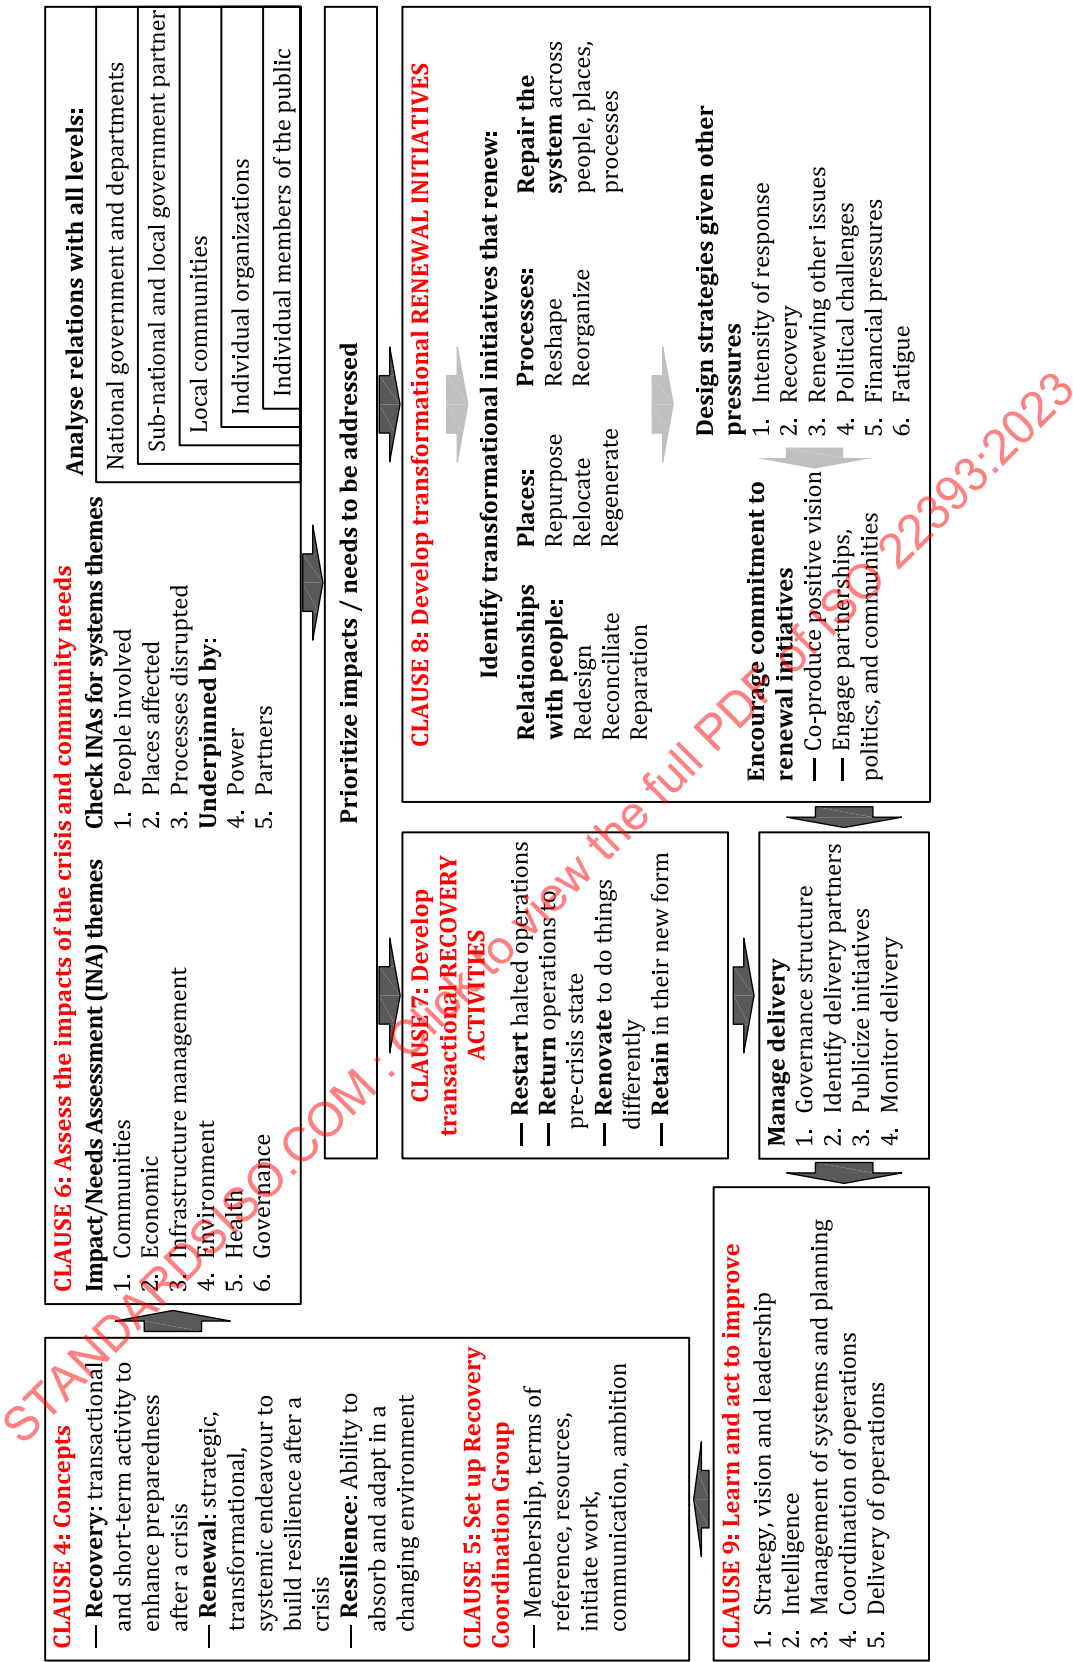 CLAUSE 4: Concepts
— Recovery: transactional
and short-term activity to
enhance preparedness
after a crisis
— Renewal: strategic,
transformational,
systemic endeavour to
build resilience after a
crisis
— Resilience: Ability to
absorb and adapt in a
changing environment
CLAUSE 5: Set up Recovery
Coordination Group
— Membership, terms of
reference, resources,
initiate work,
communication, ambition
CLAUSE 6: Assess the impacts of the crisis and community needs
Impact/Needs Assessment (INA) themes
1. Communities
2. Economic
3. Infrastructure management
4. Environment
5. Health
6. Governance
Check INAs for systems themes
1. People involved
2. Places affected
3. Processes disrupted
Underpinned by:
4. Power
5. Partners
Analyse relations with all levels:
National government and departments
Sub-national and local government partner
Local communities
Individual organizations
Individual members of the public
Prioritize impacts / needs to be addressed
CLAUSE 7: Develop
transactional RECOVERY
ACTIVITIES
— Restart halted operations
— Return operations to
pre-crisis state
— Renovate to do things
differently
— Retain in their new form
CLAUSE 8: Develop transformational RENEWAL INITIATIVES
Identify transformational initiatives that renew:
Relationships
with people:
Redesign
Reconciliate
Reparation
Places:
Repurpose
Relocate
Regenerate
Processes:
Reshape
Reorganize
Repair the
system across
people, places,
processes
Design strategies given other
pressures
1. Intensity of response
2. Recovery
3. Renewing other issues
4. Political challenges
5. Financial pressures
6. Fatigue
Encourage commitment to
renewal initiatives
— Co-produce positive vision
— Engage partnerships,
politics, and communities
Manage delivery
1. Governance structure
2. Identify delivery partners
3. Publicize initiatives
4. Monitor delivery
CLAUSE 9: Learn and act to improve
1. Strategy, vision and leadership
2. Intelligence
3. Management of systems and planning
4. Coordination of operations
5. Delivery of operations
STANDARDSISO.COM : Click to view the full PDF of ISO 22393:2023